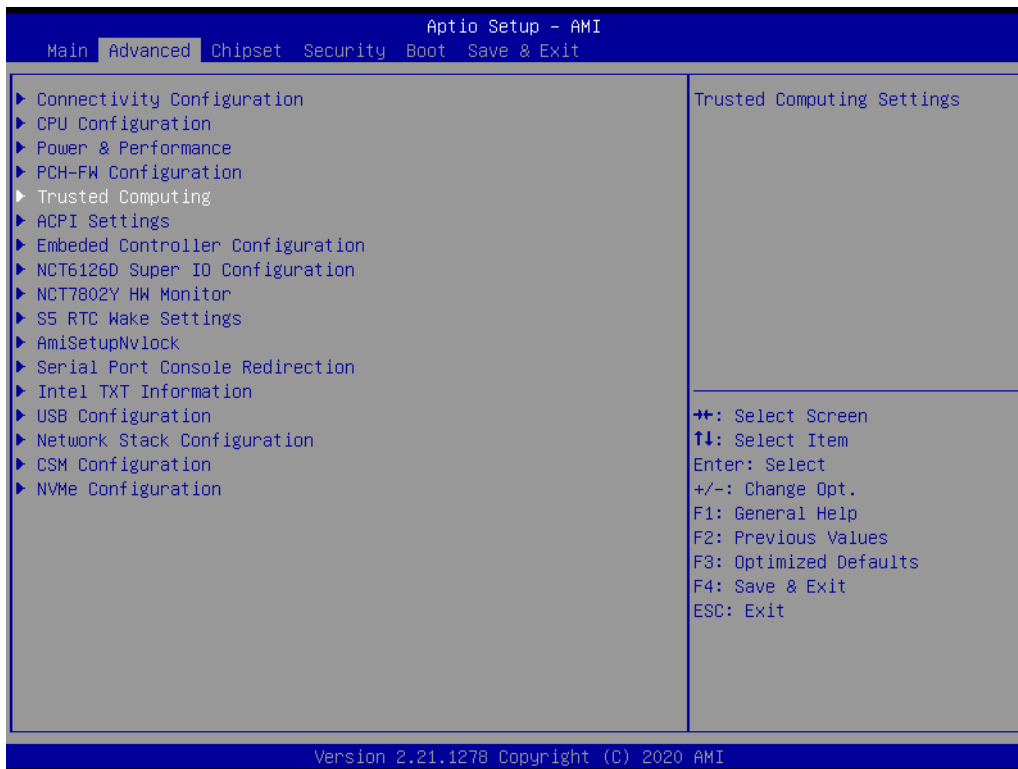 Aptio Setup – AMI
Main Advanced Chipset Security Boot Save & Exit
Connectivity Configuration
CPU Configuration
Power & Performance
PCH-FW Configuration
Trusted Computing
ACPI Settings
Embeded Controller Configuration
NCT6126D Super IO Configuration
NCT7802Y HW Monitor
S5 RTC Wake Settings
AmiSetupNvlock
Serial Port Console Redirection
Intel TXT Information
USB Configuration
Network Stack Configuration
CSM Configuration
NVMe Configuration
Trusted Computing Settings
→←: Select Screen
↑↓: Select Item
Enter: Select
+/-: Change Opt.
F1: General Help
F2: Previous Values
F3: Optimized Defaults
F4: Save & Exit
ESC: Exit
Version 2.21.1278 Copyright (C) 2020 AMI